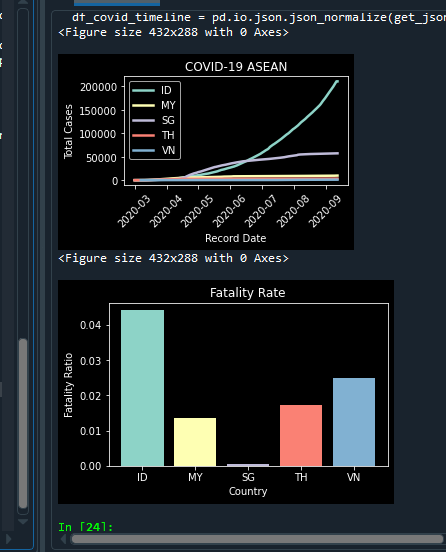 df_covid_timeline = pd.io.json.json_normalize(get_json
<Figure size 432x288 with 0 Axes>
COVID-19 ASEAN
Total Cases
200000
150000
100000
50000
0
ID
MY
SG
TH
VN
2020-03 2020-04 2020-05 2020-06 2020-07 2020-08 2020-09
Record Date
<Figure size 432x288 with 0 Axes>
Fatality Rate
Fatality Ratio
0.04
0.03
0.02
0.01
0.00
ID MY SG TH VN
Country
In [24]: